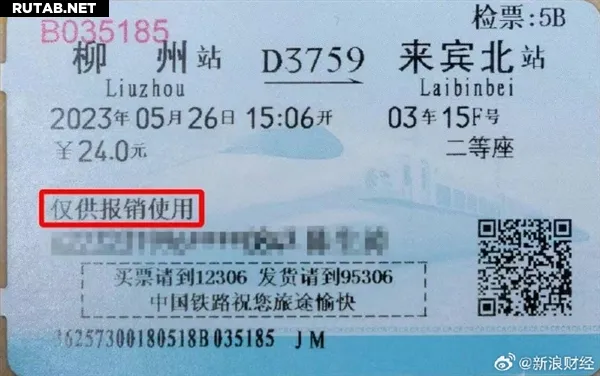 RUTAB.NET
检票:5B
B035185
柳州站 D3759 来宾北站
Liuzhou Laibinbei
2023年05月26日 15:06开 03车 15F号
￥24.0元 二等座
仅供报销使用
买票请到12306 发货请到95306
中国铁路祝您旅途愉快
36257300180518B035185 JM
@新浪财经